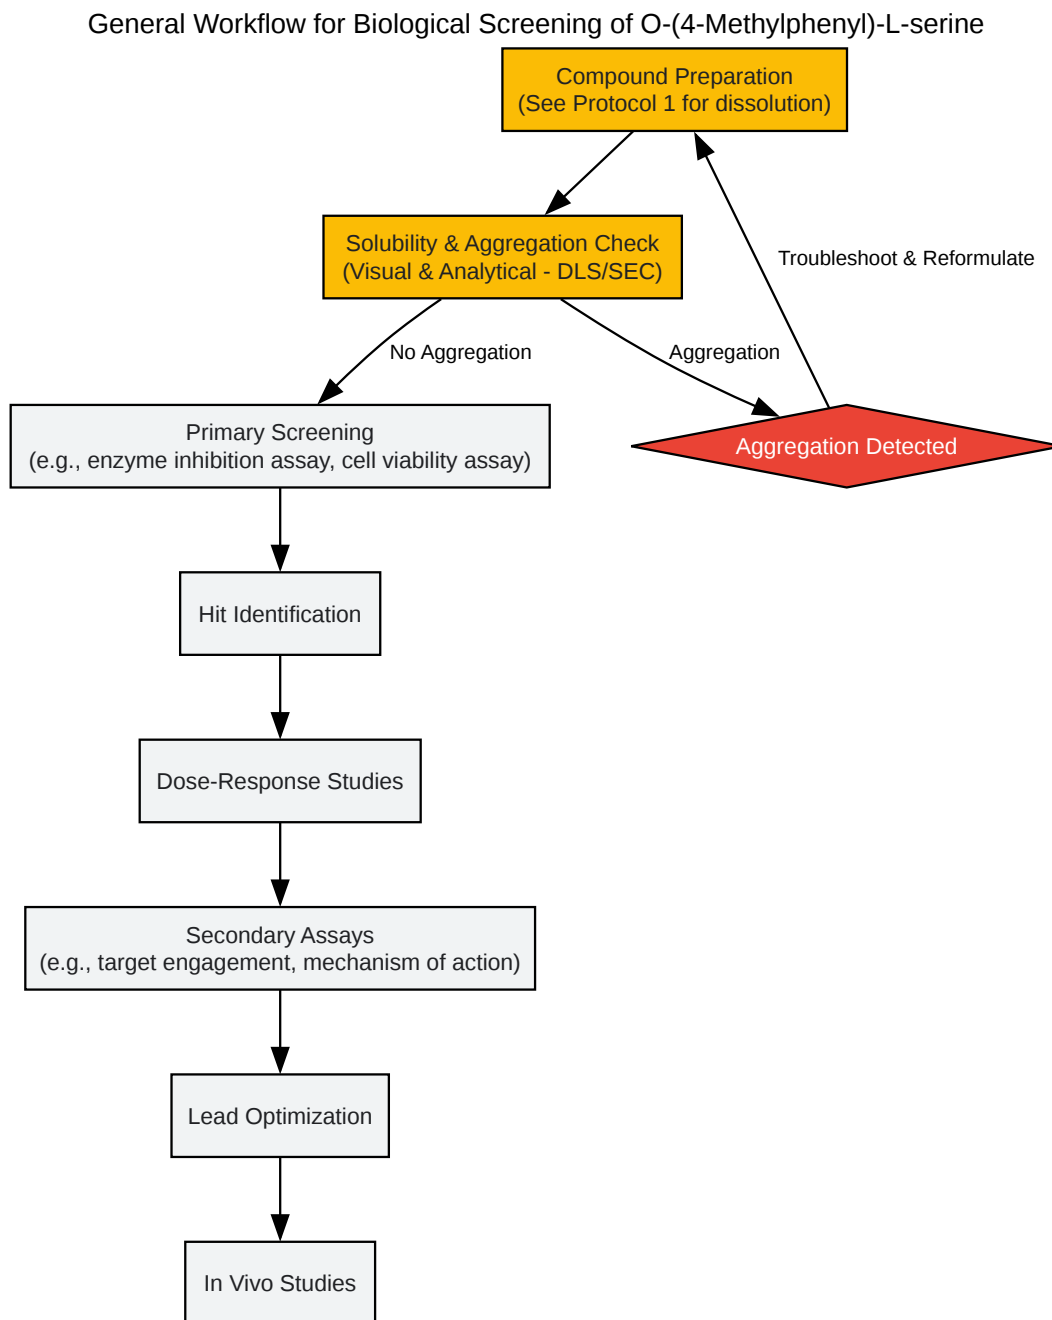 General Workflow for Biological Screening of O-(4-Methylphenyl)-L-serine
Compound Preparation
(See Protocol 1 for dissolution)
Solubility & Aggregation Check
(Visual & Analytical - DLS/SEC)
Troubleshoot & Reformulate
No Aggregation
Aggregation
Primary Screening
(e.g., enzyme inhibition assay, cell viability assay)
Aggregation Detected
Hit Identification
Dose-Response Studies
Secondary Assays
(e.g., target engagement, mechanism of action)
Lead Optimization
In Vivo Studies